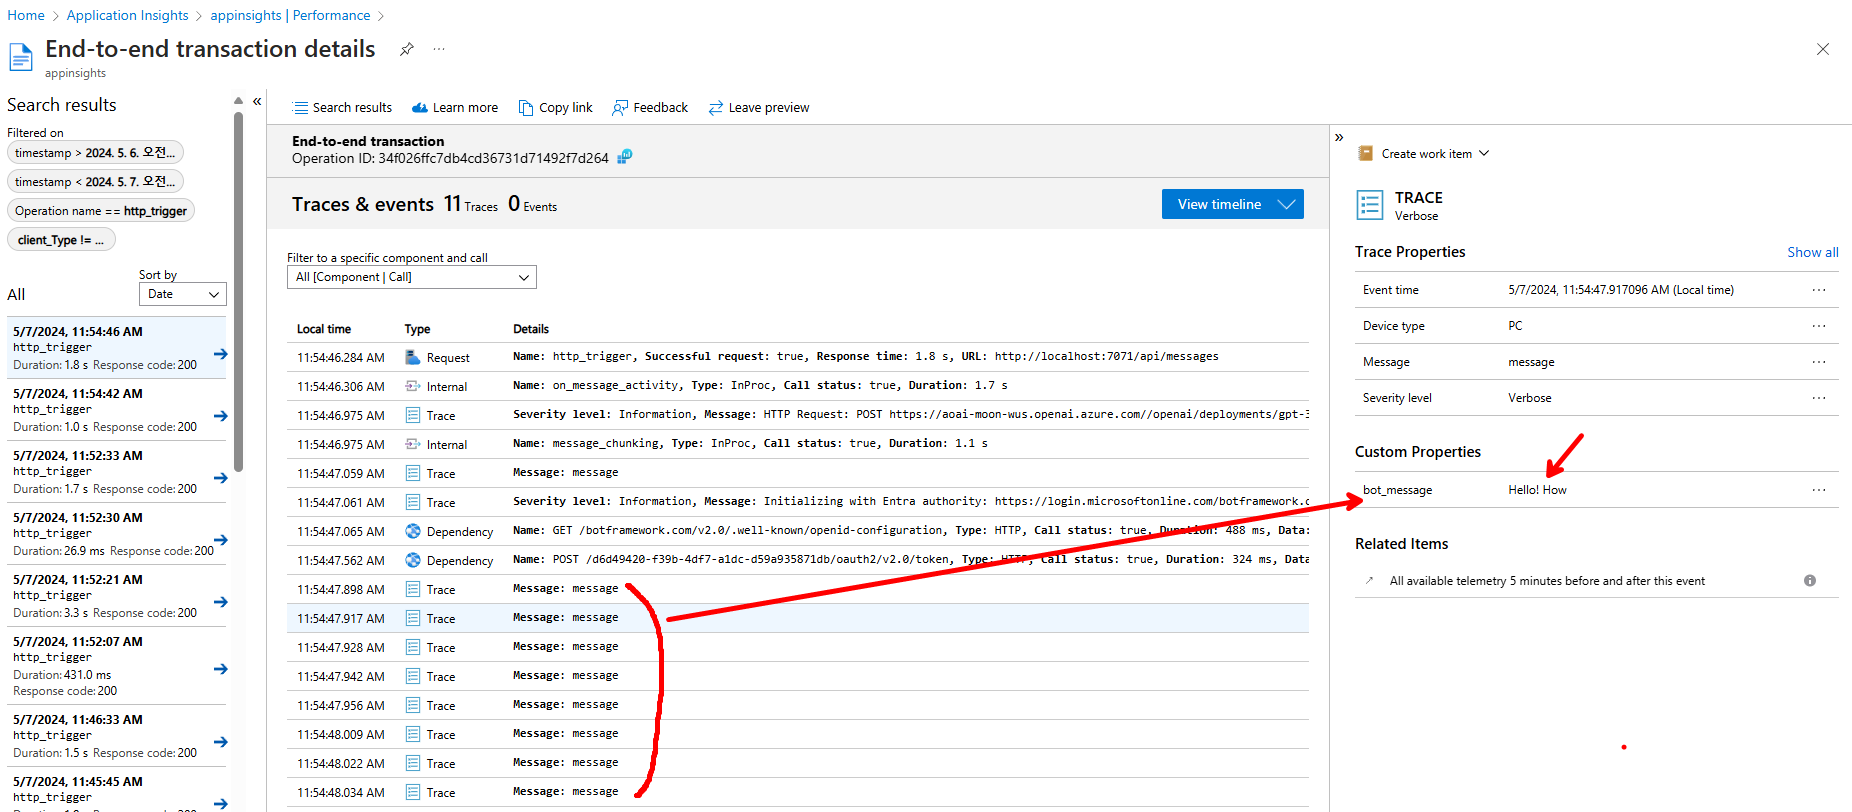 Home > Application Insights > appinsights | Performance >
End-to-end transaction details
appinsights
Search results
Filtered on
timestamp > 2024. 5. 6. 오전...
timestamp < 2024. 5. 7. 오전...
Operation name == http_trigger
client_Type != ...
Sort by
All
Date
5/7/2024, 11:54:46 AM
http_trigger
Duration: 1.8 s Response code: 200
5/7/2024, 11:54:42 AM
http_trigger
Duration: 1.0 s Response code: 200
5/7/2024, 11:52:33 AM
http_trigger
Duration: 1.7 s Response code: 200
5/7/2024, 11:52:30 AM
http_trigger
Duration: 26.9 ms Response code: 200
5/7/2024, 11:52:21 AM
http_trigger
Duration: 3.3 s Response code: 200
5/7/2024, 11:52:07 AM
http_trigger
Duration: 431.0 ms
Response code: 200
5/7/2024, 11:46:33 AM
http_trigger
Duration: 1.5 s Response code: 200
5/7/2024, 11:45:45 AM
http_trigger
Search results Learn more Copy link Feedback Leave preview
End-to-end transaction
Operation ID: 34f026ffc7db4cd36731d71492f7d264
Traces & events 11 Traces 0 Events
View timeline
Filter to a specific component and call
All [Component | Call]
Local time Type Details
11:54:46.284 AM Request Name: http_trigger, Successful request: true, Response time: 1.8 s, URL: http://localhost:7071/api/messages
11:54:46.306 AM Internal Name: on_message_activity, Type: InProc, Call status: true, Duration: 1.7 s
11:54:46.975 AM Trace Severity level: Information, Message: HTTP Request: POST https://aoai-moon-wus.openai.azure.com//openai/deployments/gpt-3
11:54:46.975 AM Internal Name: message_chunking, Type: InProc, Call status: true, Duration: 1.1 s
11:54:47.059 AM Trace Message: message
11:54:47.061 AM Trace Severity level: Information, Message: Initializing with Entra authority: https://login.microsoftonline.com/botframework.c
11:54:47.065 AM Dependency Name: GET /botframework.com/v2.0/.well-known/openid-configuration, Type: HTTP, Call status: true, Duration: 488 ms, Data:
11:54:47.562 AM Dependency Name: POST /d6d49420-f39b-4df7-a1dc-d59a935871db/oauth2/v2.0/token, Type: HTTP, Call status: true, Duration: 324 ms, Data
11:54:47.898 AM Trace Message: message
11:54:47.917 AM Trace Message: message
11:54:47.928 AM Trace Message: message
11:54:47.942 AM Trace Message: message
11:54:47.956 AM Trace Message: message
11:54:48.009 AM Trace Message: message
11:54:48.022 AM Trace Message: message
11:54:48.034 AM Trace Message: message
Create work item
TRACE
Verbose
Trace Properties Show all
Event time 5/7/2024, 11:54:47.917096 AM (Local time) ...
Device type PC ...
Message message ...
Severity level Verbose ...
Custom Properties
bot_message Hello! How ...
Related Items
All available telemetry 5 minutes before and after this event